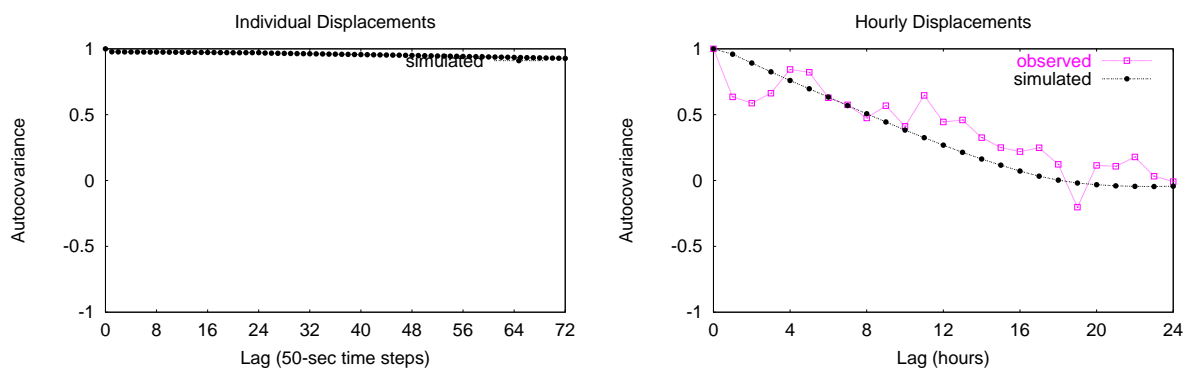 Individual Displacements
1
0.5
0
-0.5
-1
Autocovariance
simulated
0 8 16 24 32 40 48 56 64 72
Lag (50-sec time steps)
Hourly Displacements
1
0.5
0
-0.5
-1
Autocovariance
observed
simulated
0 4 8 12 16 20 24
Lag (hours)